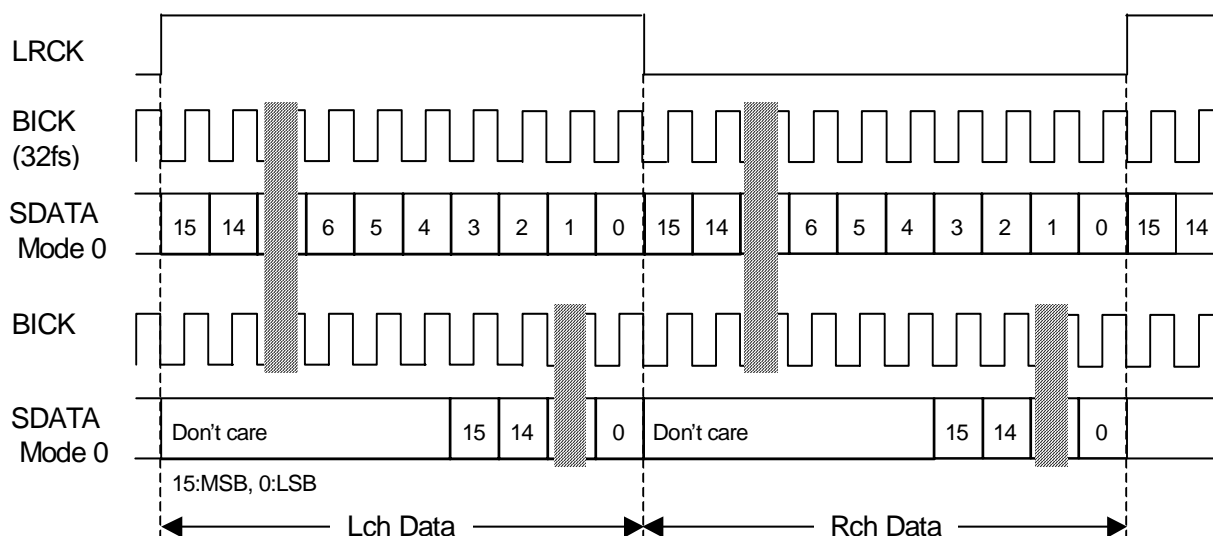 LRCK
BICK
(32fs)
SDATA
Mode 0
15 14 6 5 4 3 2 1 0 15 14 6 5 4 3 2 1 0 15 14
BICK
SDATA
Mode 0
Don't care 15 14 0 Don't care 15 14 0
15:MSB, 0:LSB
Lch Data Rch Data